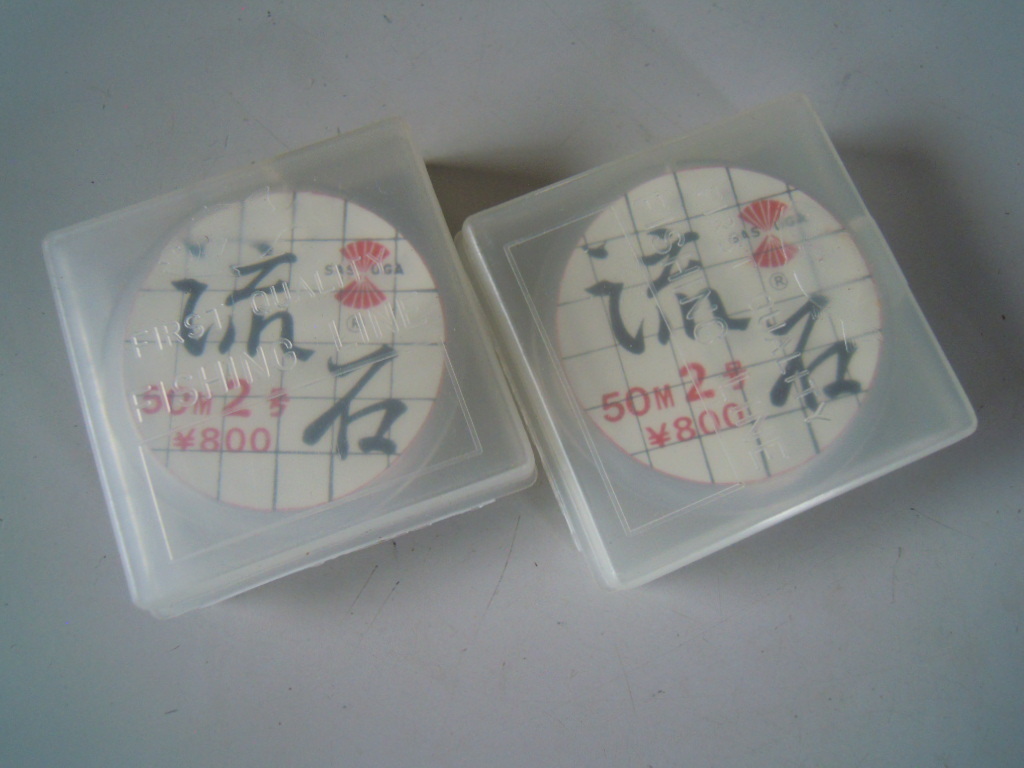 流石
®
50M 2号
¥800
FIRST QUALITY
FISHING LINE
流石
®
50M 2号
¥800